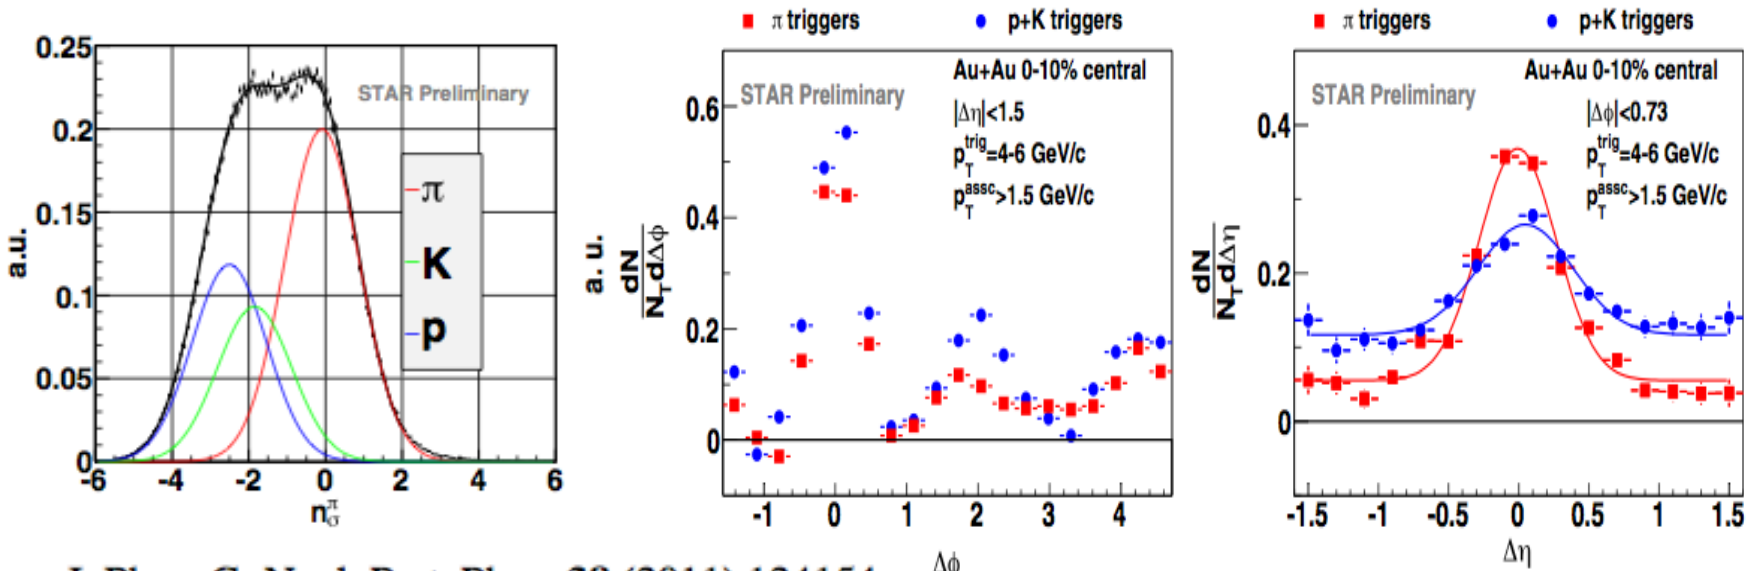 0.25
0.2
0.15
0.1
0.05
0
-6 -4 -2 0 2 4 6
a.u.
n_σ^π
STAR Preliminary
π
K
p
π triggers p+K triggers
STAR Preliminary
Au+Au 0-10% central
|Δη|<1.5
p_T^trig=4-6 GeV/c
p_T^assc>1.5 GeV/c
0.6
0.4
0.2
0
-1 0 1 2 3 4
a. u.
dN
N_T dΔϕ
Δϕ
π triggers p+K triggers
STAR Preliminary
Au+Au 0-10% central
|Δϕ|<0.73
p_T^trig=4-6 GeV/c
p_T^assc>1.5 GeV/c
0.4
0.2
0
-1.5 -1 -0.5 0 0.5 1 1.5
dN
N_T dΔη
Δη